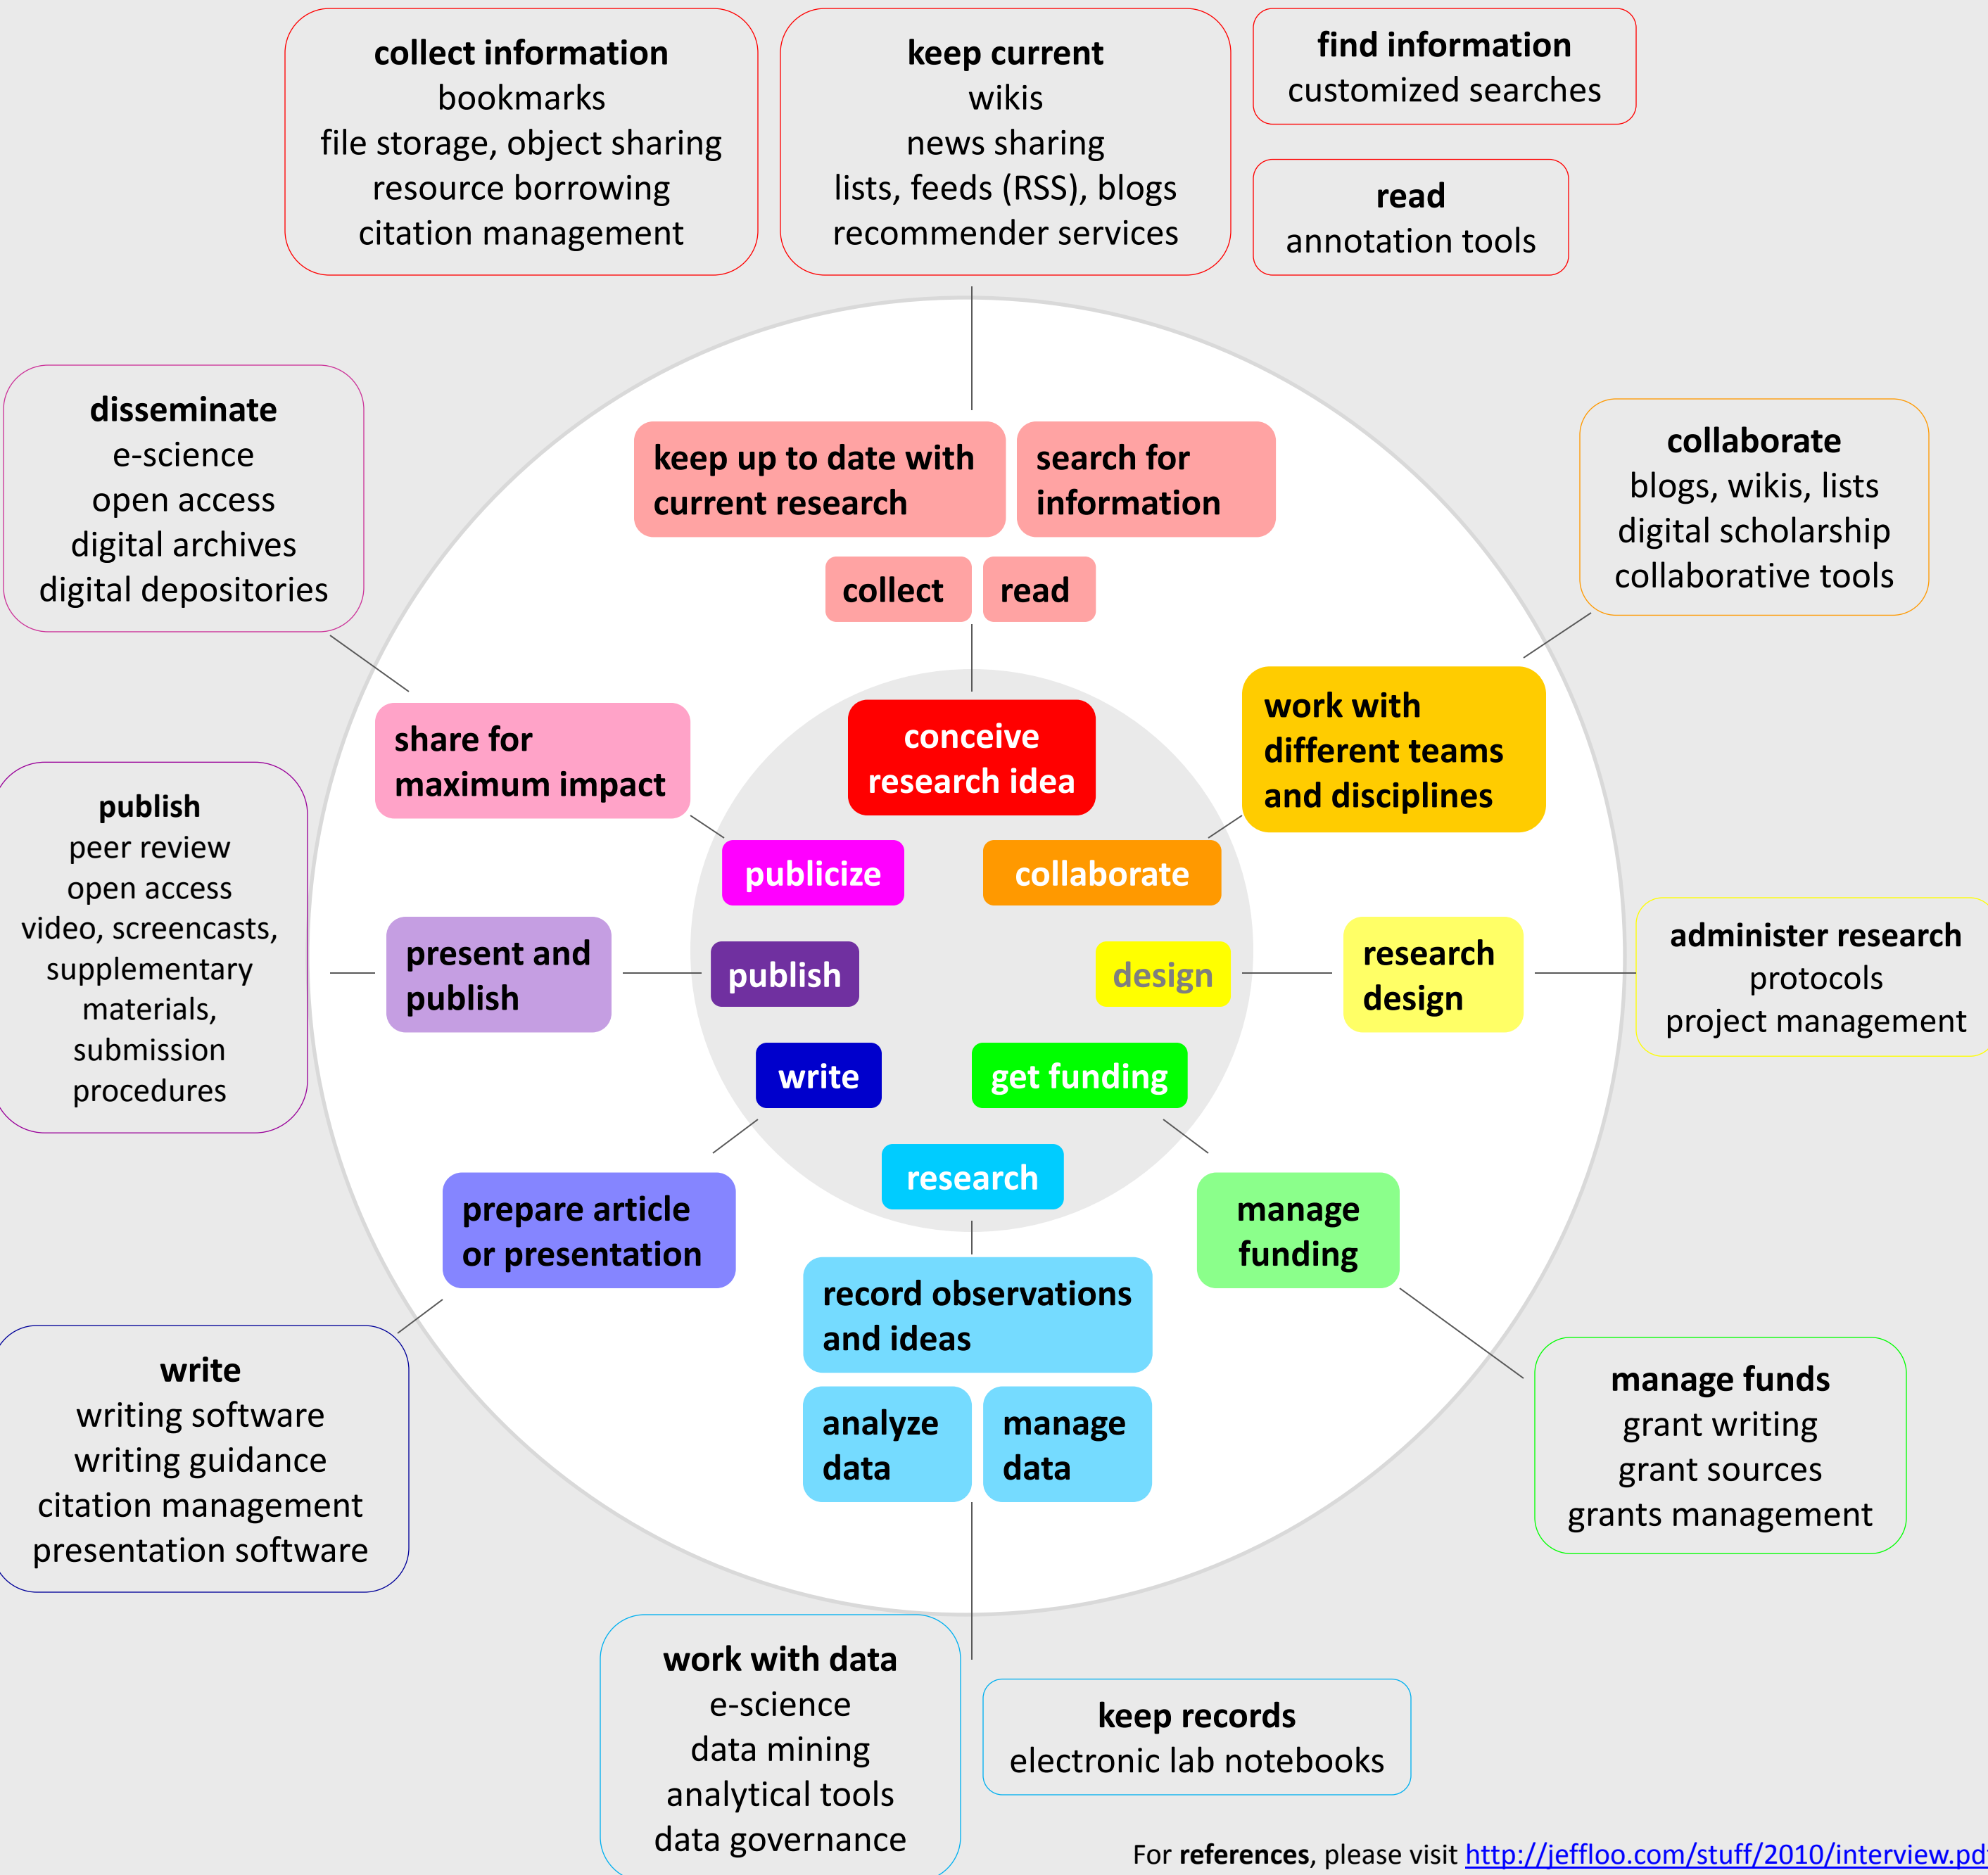 collect information
bookmarks
file storage, object sharing
resource borrowing
citation management
keep current
wikis
news sharing
lists, feeds (RSS), blogs
recommender services
find information
customized searches
read
annotation tools
disseminate
e-science
open access
digital archives
digital depositories
keep up to date with
current research
search for
information
collect
read
collaborate
blogs, wikis, lists
digital scholarship
collaborative tools
share for
maximum impact
conceive
research idea
work with
different teams
and disciplines
publicize
collaborate
publish
peer review
open access
video, screencasts,
supplementary
materials,
submission
procedures
present and
publish
publish
design
research
design
administer research
protocols
project management
write
get funding
research
prepare article
or presentation
manage
funding
record observations
and ideas
analyze
data
manage
data
write
writing software
writing guidance
citation management
presentation software
manage funds
grant writing
grant sources
grants management
work with data
e-science
data mining
analytical tools
data governance
keep records
electronic lab notebooks
For references, please visit http://jeffloo.com/stuff/2010/interview.pd